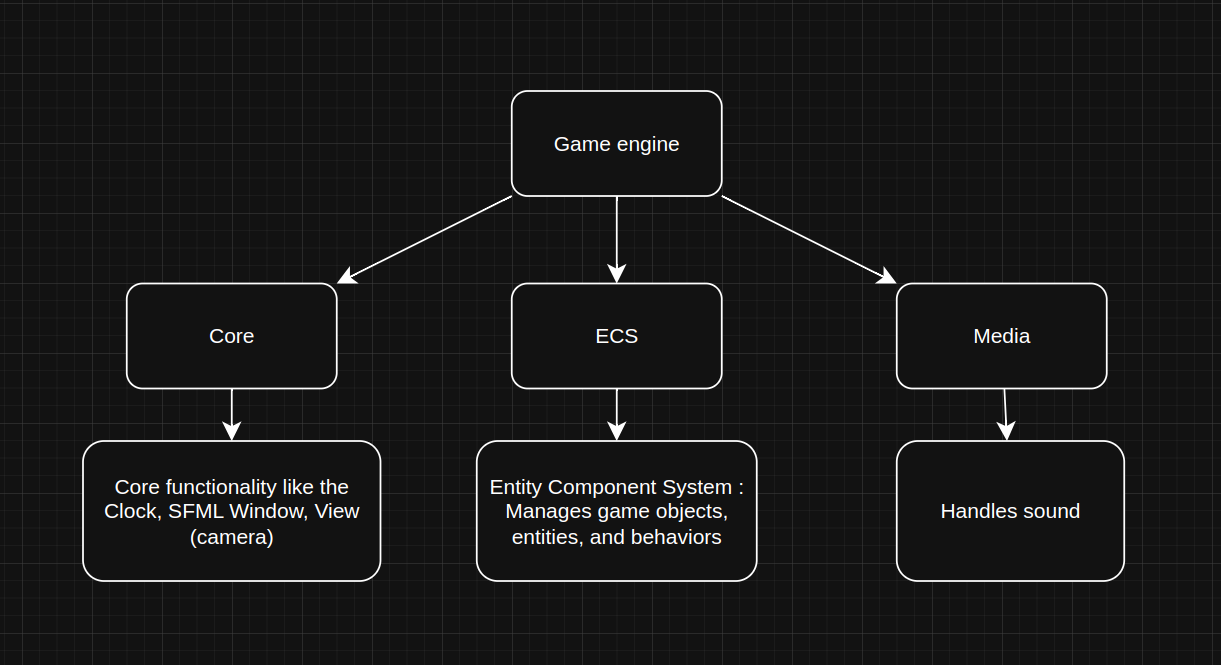 Game engine
Core
ECS
Media
Core functionality like the
Clock, SFML Window, View
(camera)
Entity Component System :
Manages game objects,
entities, and behaviors
Handles sound